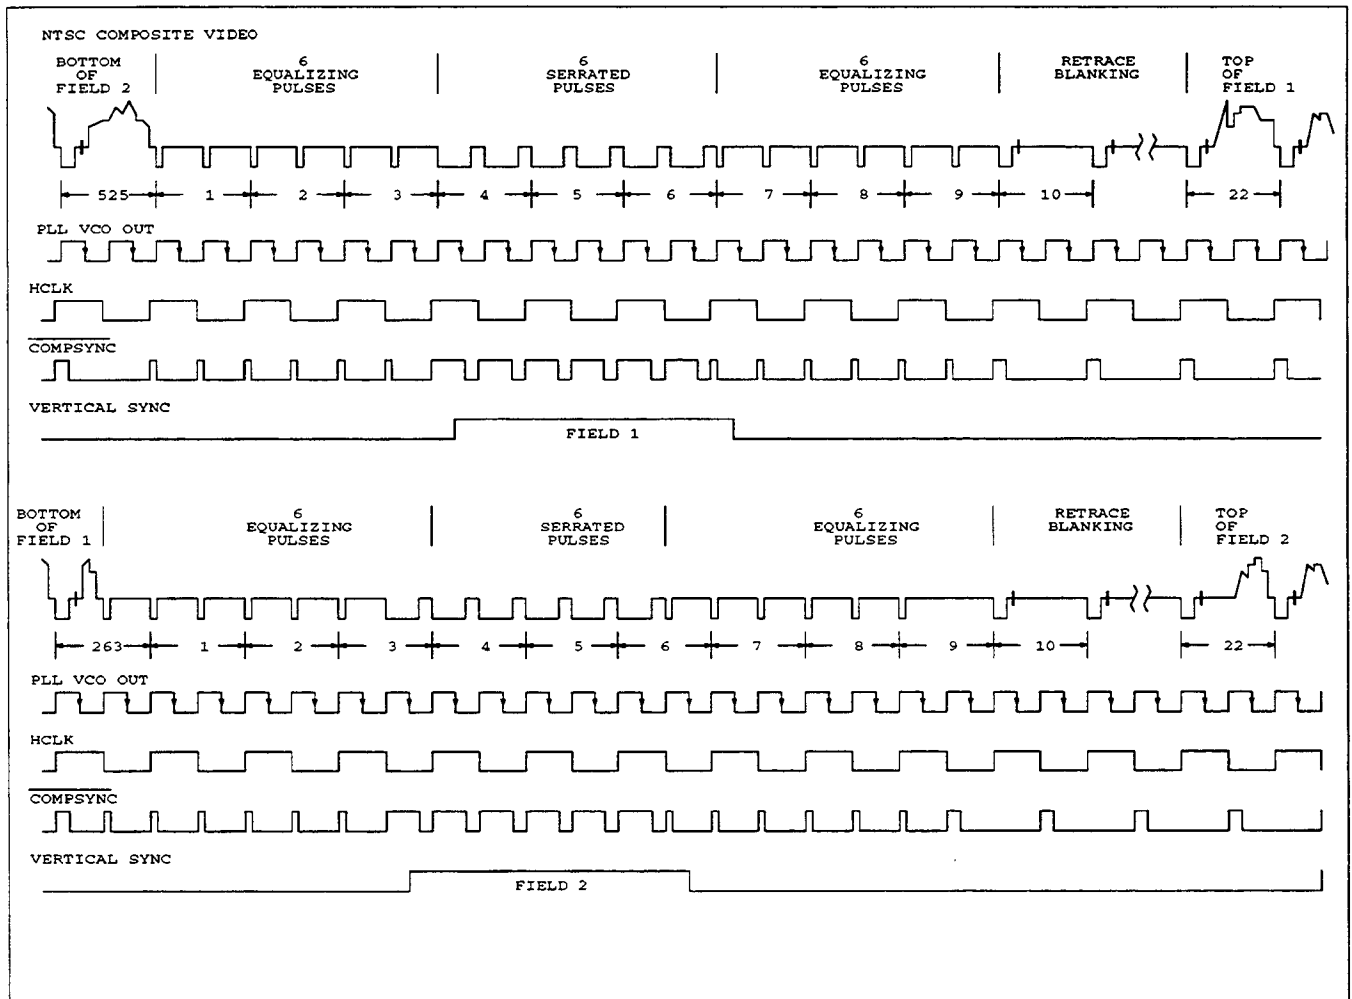 NTSC COMPOSITE VIDEO
BOTTOM
OF
FIELD 2
6
EQUALIZING
PULSES
6
SERRATED
PULSES
6
EQUALIZING
PULSES
RETRACE
BLANKING
TOP
OF
FIELD 1
525 1 2 3 4 5 6 7 8 9 10 22
PLL VCO OUT
HCLK
COMPSYNC
VERTICAL SYNC
FIELD 1
BOTTOM
OF
FIELD 1
6
EQUALIZING
PULSES
6
SERRATED
PULSES
6
EQUALIZING
PULSES
RETRACE
BLANKING
TOP
OF
FIELD 2
263 1 2 3 4 5 6 7 8 9 10 22
PLL VCO OUT
HCLK
COMPSYNC
VERTICAL SYNC
FIELD 2